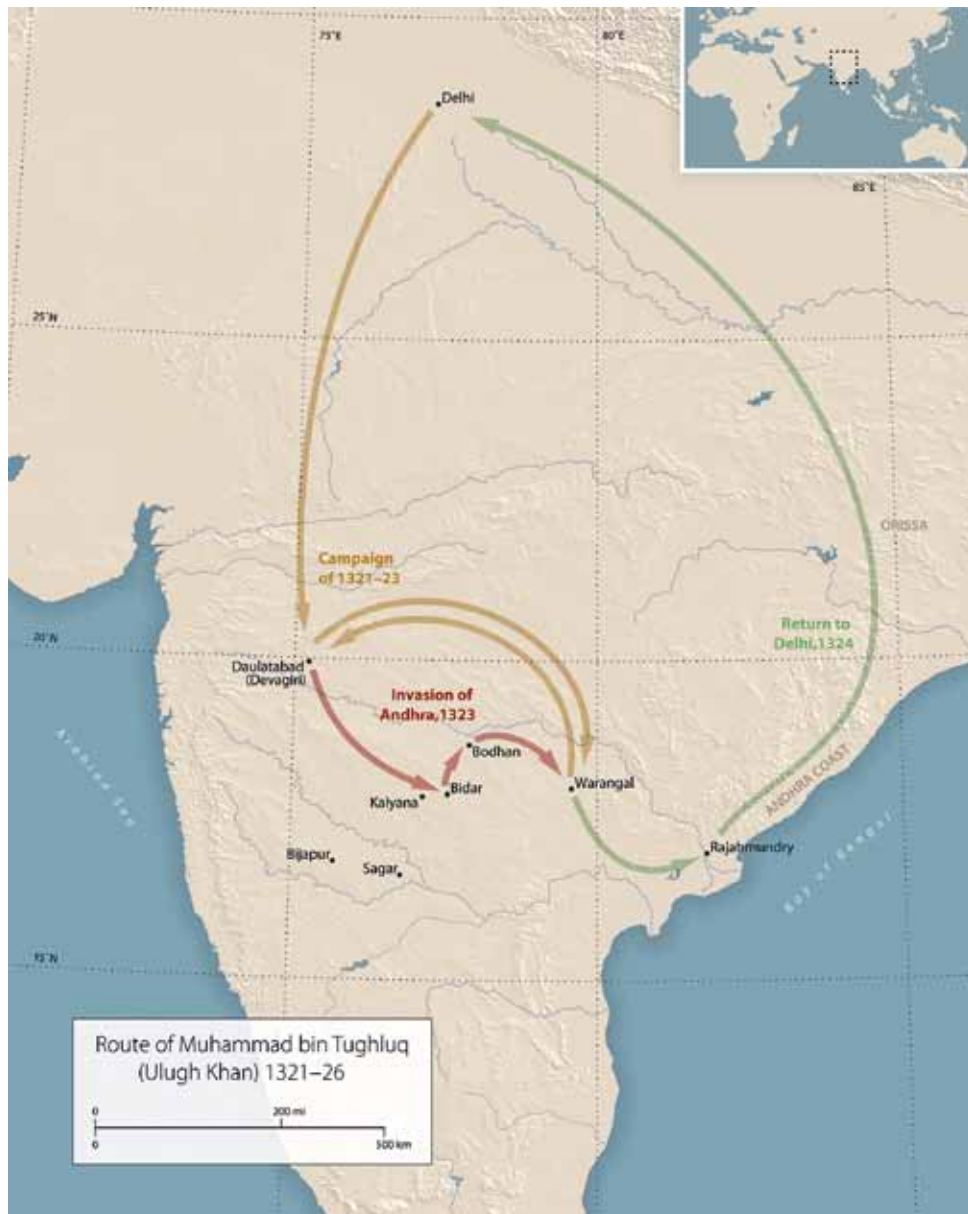 75°E
80°E
Delhi
85°E
25°N
ORISSA
Campaign
of 1321–23
Return to
Delhi,1324
20°N
Daulatabad
(Devagiri)
Invasion of
Andhra,1323
Bodhan
Warangal
Kalyana
Bidar
ANDHRA COAST
Arabian Sea
Rajahmundry
Bijapur
Sagar
Bay of Bengal
15°N
Route of Muhammad bin Tughluq
(Ulugh Khan) 1321–26
0
200 mi
0
500 km